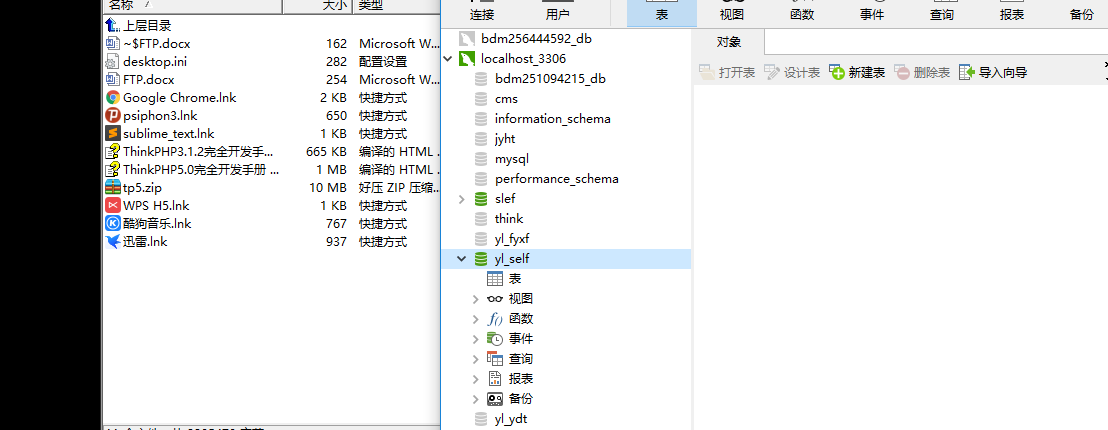 名称 大小 类型
上层目录
~$FTP.docx 162 Microsoft W...
desktop.ini 282 配置设置
FTP.docx 254 Microsoft W...
Google Chrome.lnk 2 KB 快捷方式
psiphon3.lnk 650 快捷方式
sublime_text.lnk 1 KB 快捷方式
ThinkPHP3.1.2完全开发手... 665 KB 编译的 HTML ...
ThinkPHP5.0完全开发手册 ... 1 MB 编译的 HTML ...
tp5.zip 10 MB 好压 ZIP 压缩...
WPS H5.lnk 1 KB 快捷方式
酷狗音乐.lnk 767 快捷方式
迅雷.lnk 937 快捷方式
连接 用户 表 视图 函数 事件 查询 报表 备份
bdm256444592_db
localhost_3306
bdm251094215_db
cms
information_schema
jyht
mysql
performance_schema
slef
think
yl_fyxf
yl_self
表
视图
f() 函数
事件
查询
报表
备份
yl_ydt
对象
打开表 设计表 新建表 删除表 导入向导